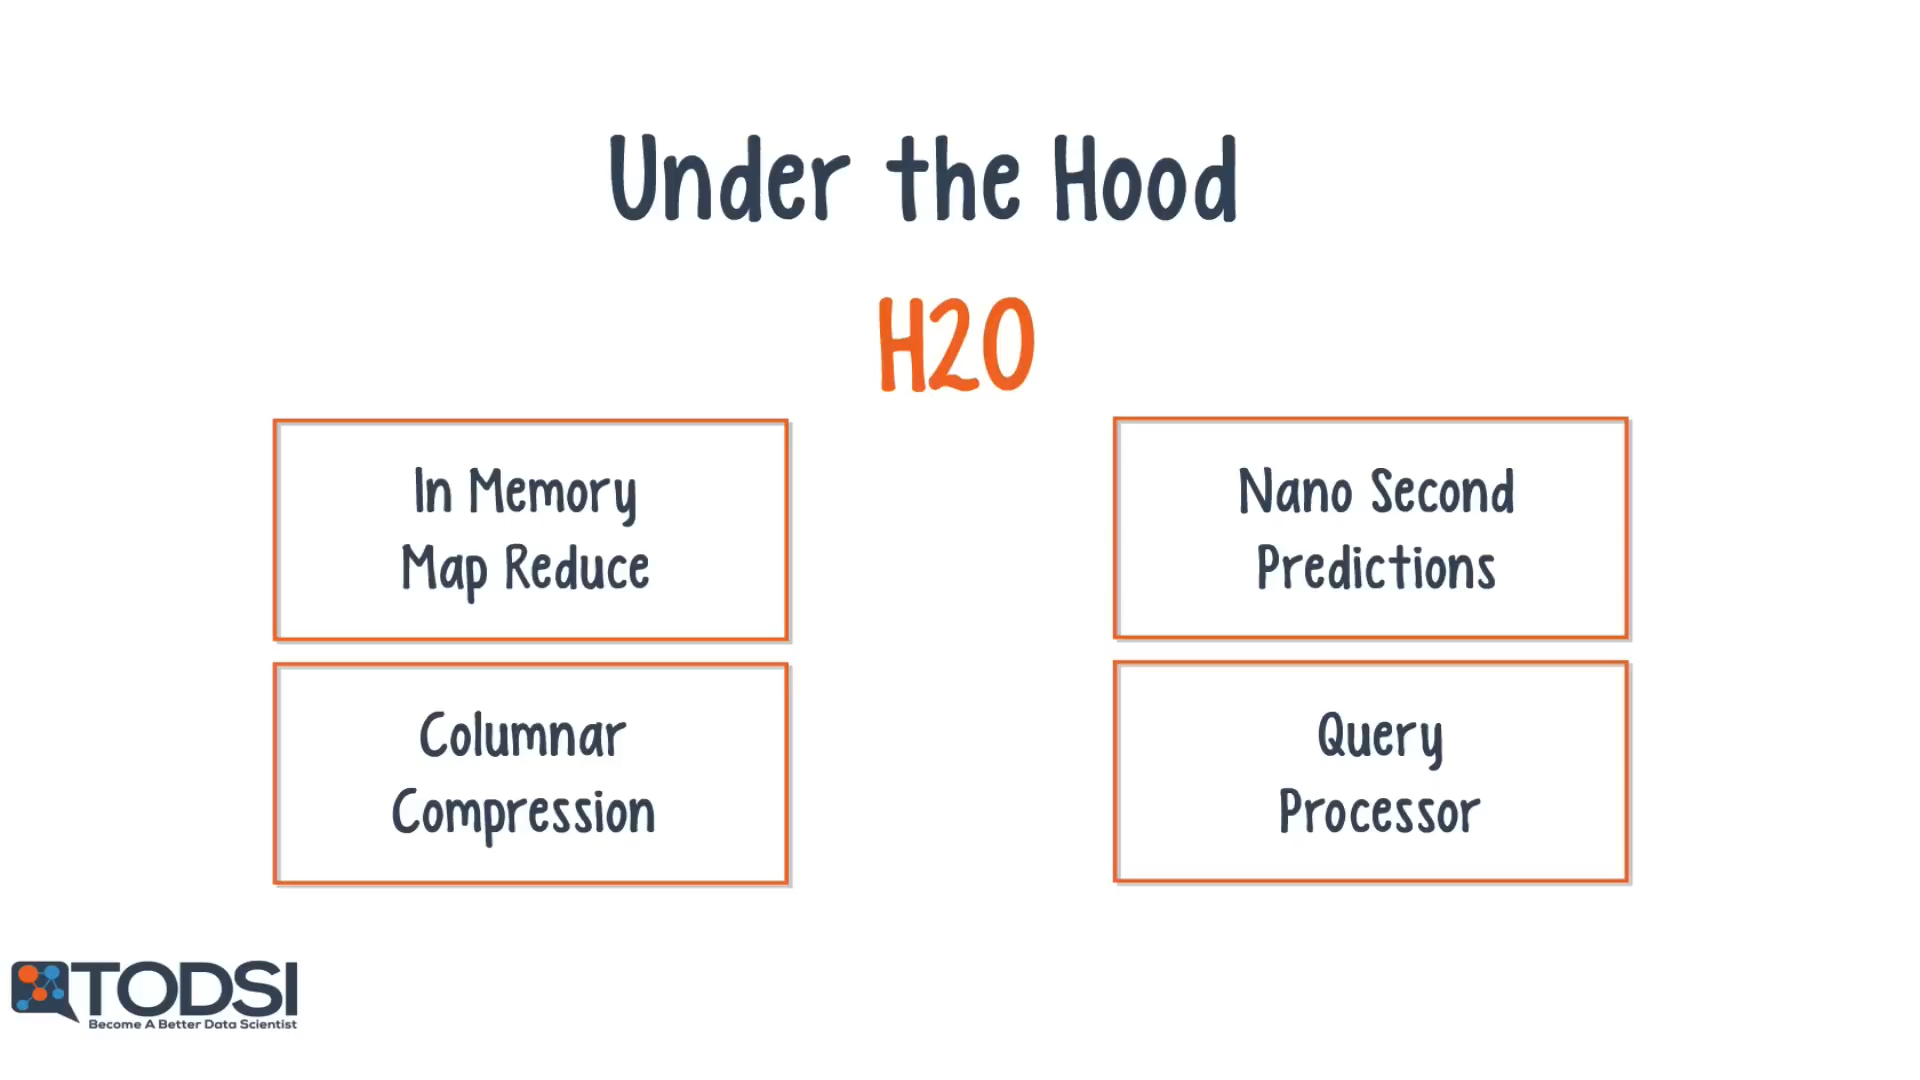 Under the Hood
H2O
In Memory
Map Reduce
Nano Second
Predictions
Columnar
Compression
Query
Processor
TODSI
Become A Better Data Scientist